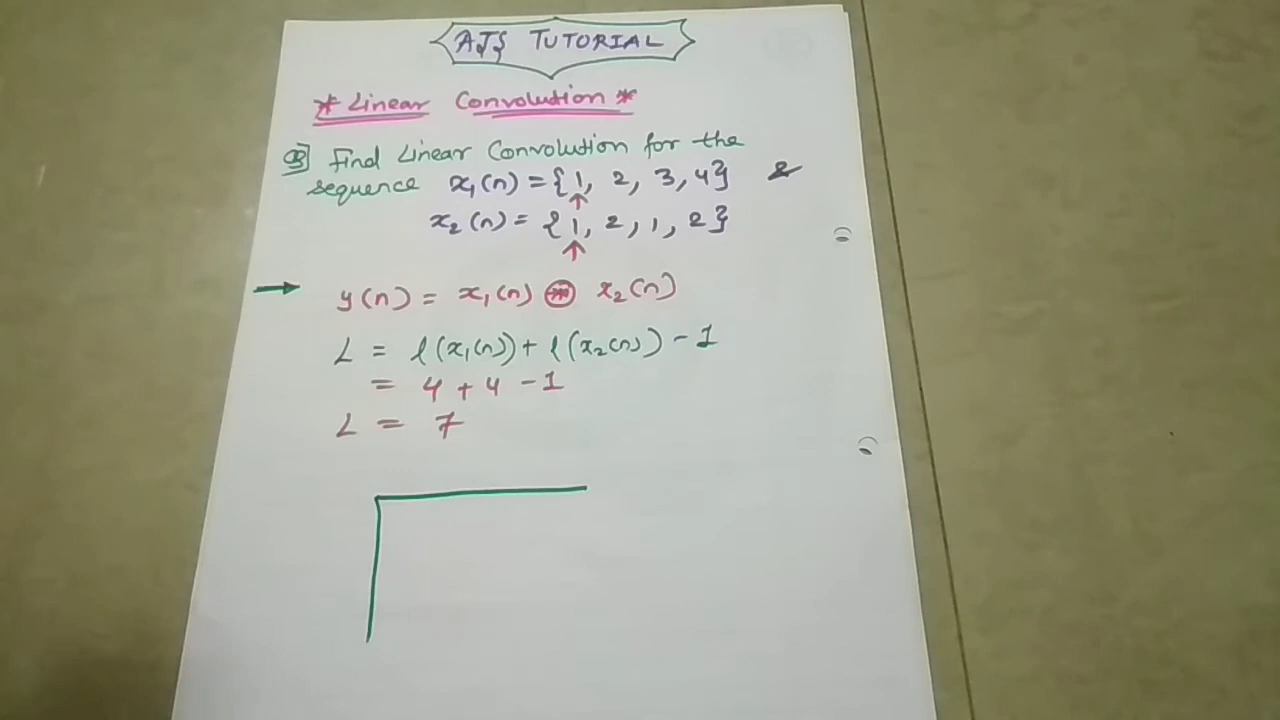 AJS TUTORIAL
* Linear Convolution *
Q] Find Linear Convolution for the
sequence x₁(n) = {1, 2, 3, 4} &
↑
x₂(n) = {1, 2, 1, 2}
↑
→ y(n) = x₁(n) ⊛ x₂(n)
L = l(x₁(n)) + l(x₂(n)) - 1
= 4 + 4 - 1
L = 7